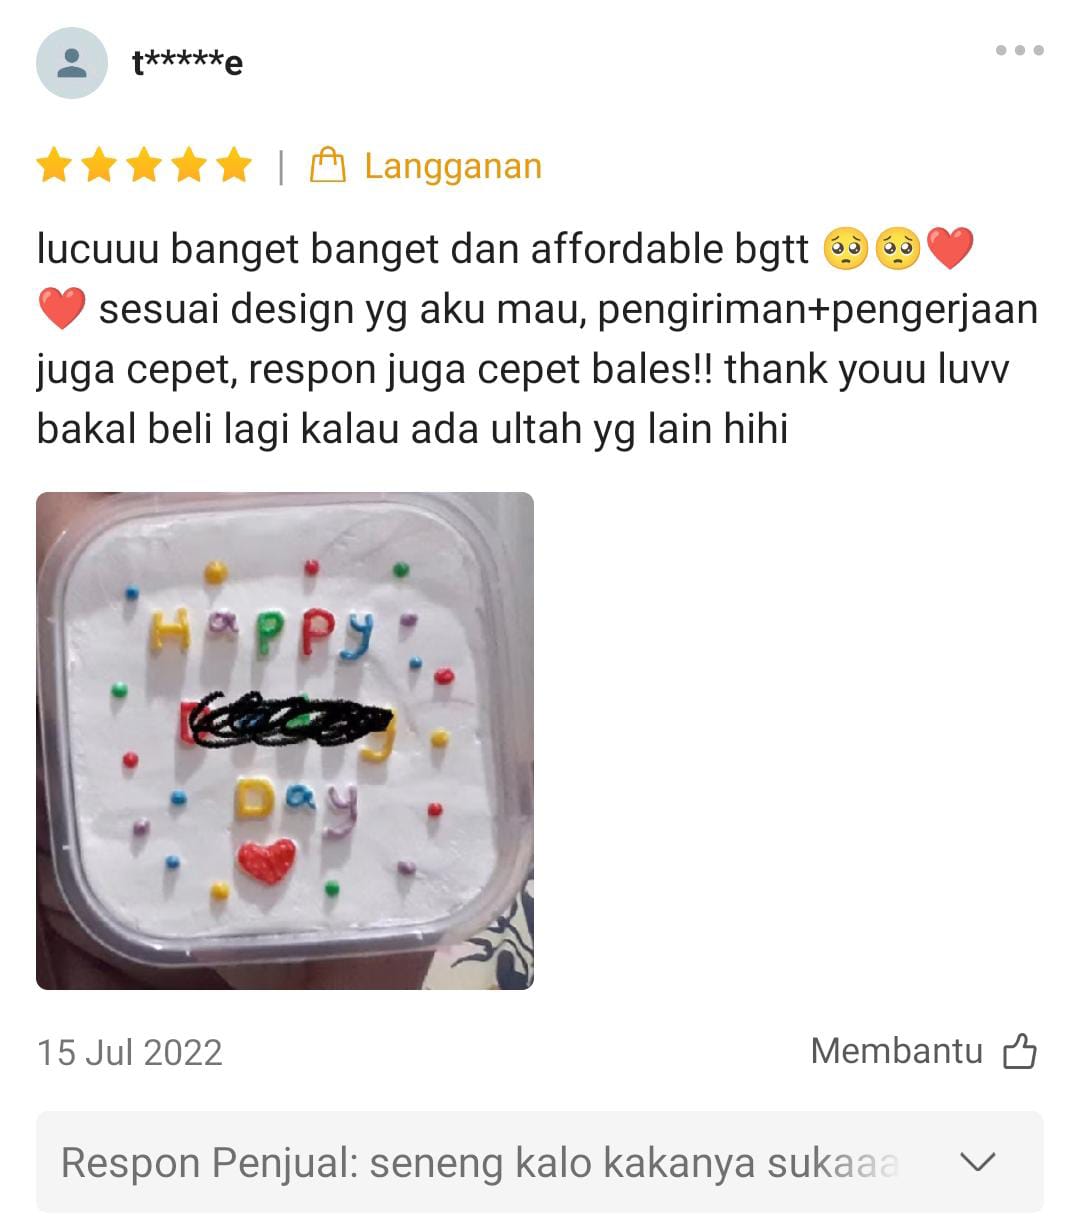 t*****e
Langganan
lucuuu banget banget dan affordable bgtt 🥺🥺❤️
❤️ sesuai design yg aku mau, pengiriman+pengerjaan
juga cepet, respon juga cepet bales!! thank youu luvv
bakal beli lagi kalau ada ultah yg lain hihi
Happy
Day
15 Jul 2022
Membantu
Respon Penjual: seneng kalo kakanya sukaaa